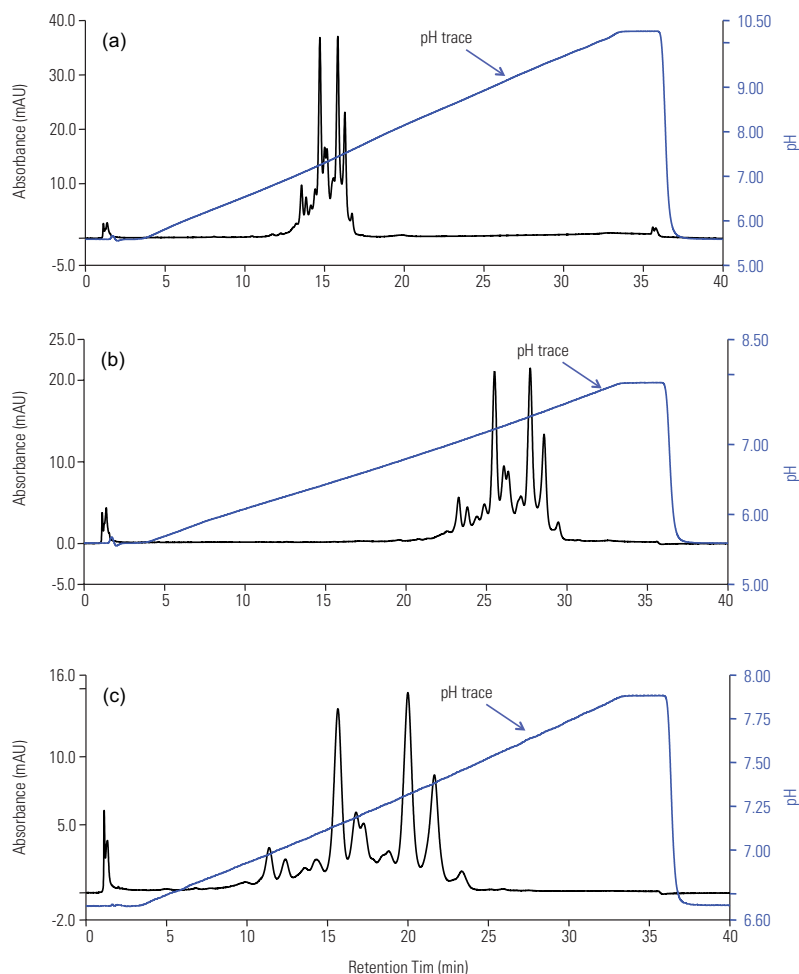 (a)
pH trace
Absorbance (mAU)
40.0
30.0
20.0
10.0
-5.0
10.50
9.00
8.00
7.00
6.00
5.00
pH
0 5 10 15 20 25 30 35 40
(b)
pH trace
Absorbance (mAU)
25.0
20.0
10.0
0.0
-5.0
8.50
7.00
6.00
5.00
pH
0 5 10 15 20 25 30 35 40
(c)
pH trace
Absorbance (mAU)
16.0
10.0
5.0
-2.0
8.00
7.75
7.50
7.25
7.00
6.60
pH
0 5 10 15 20 25 30 35 40
Retention Tim (min)